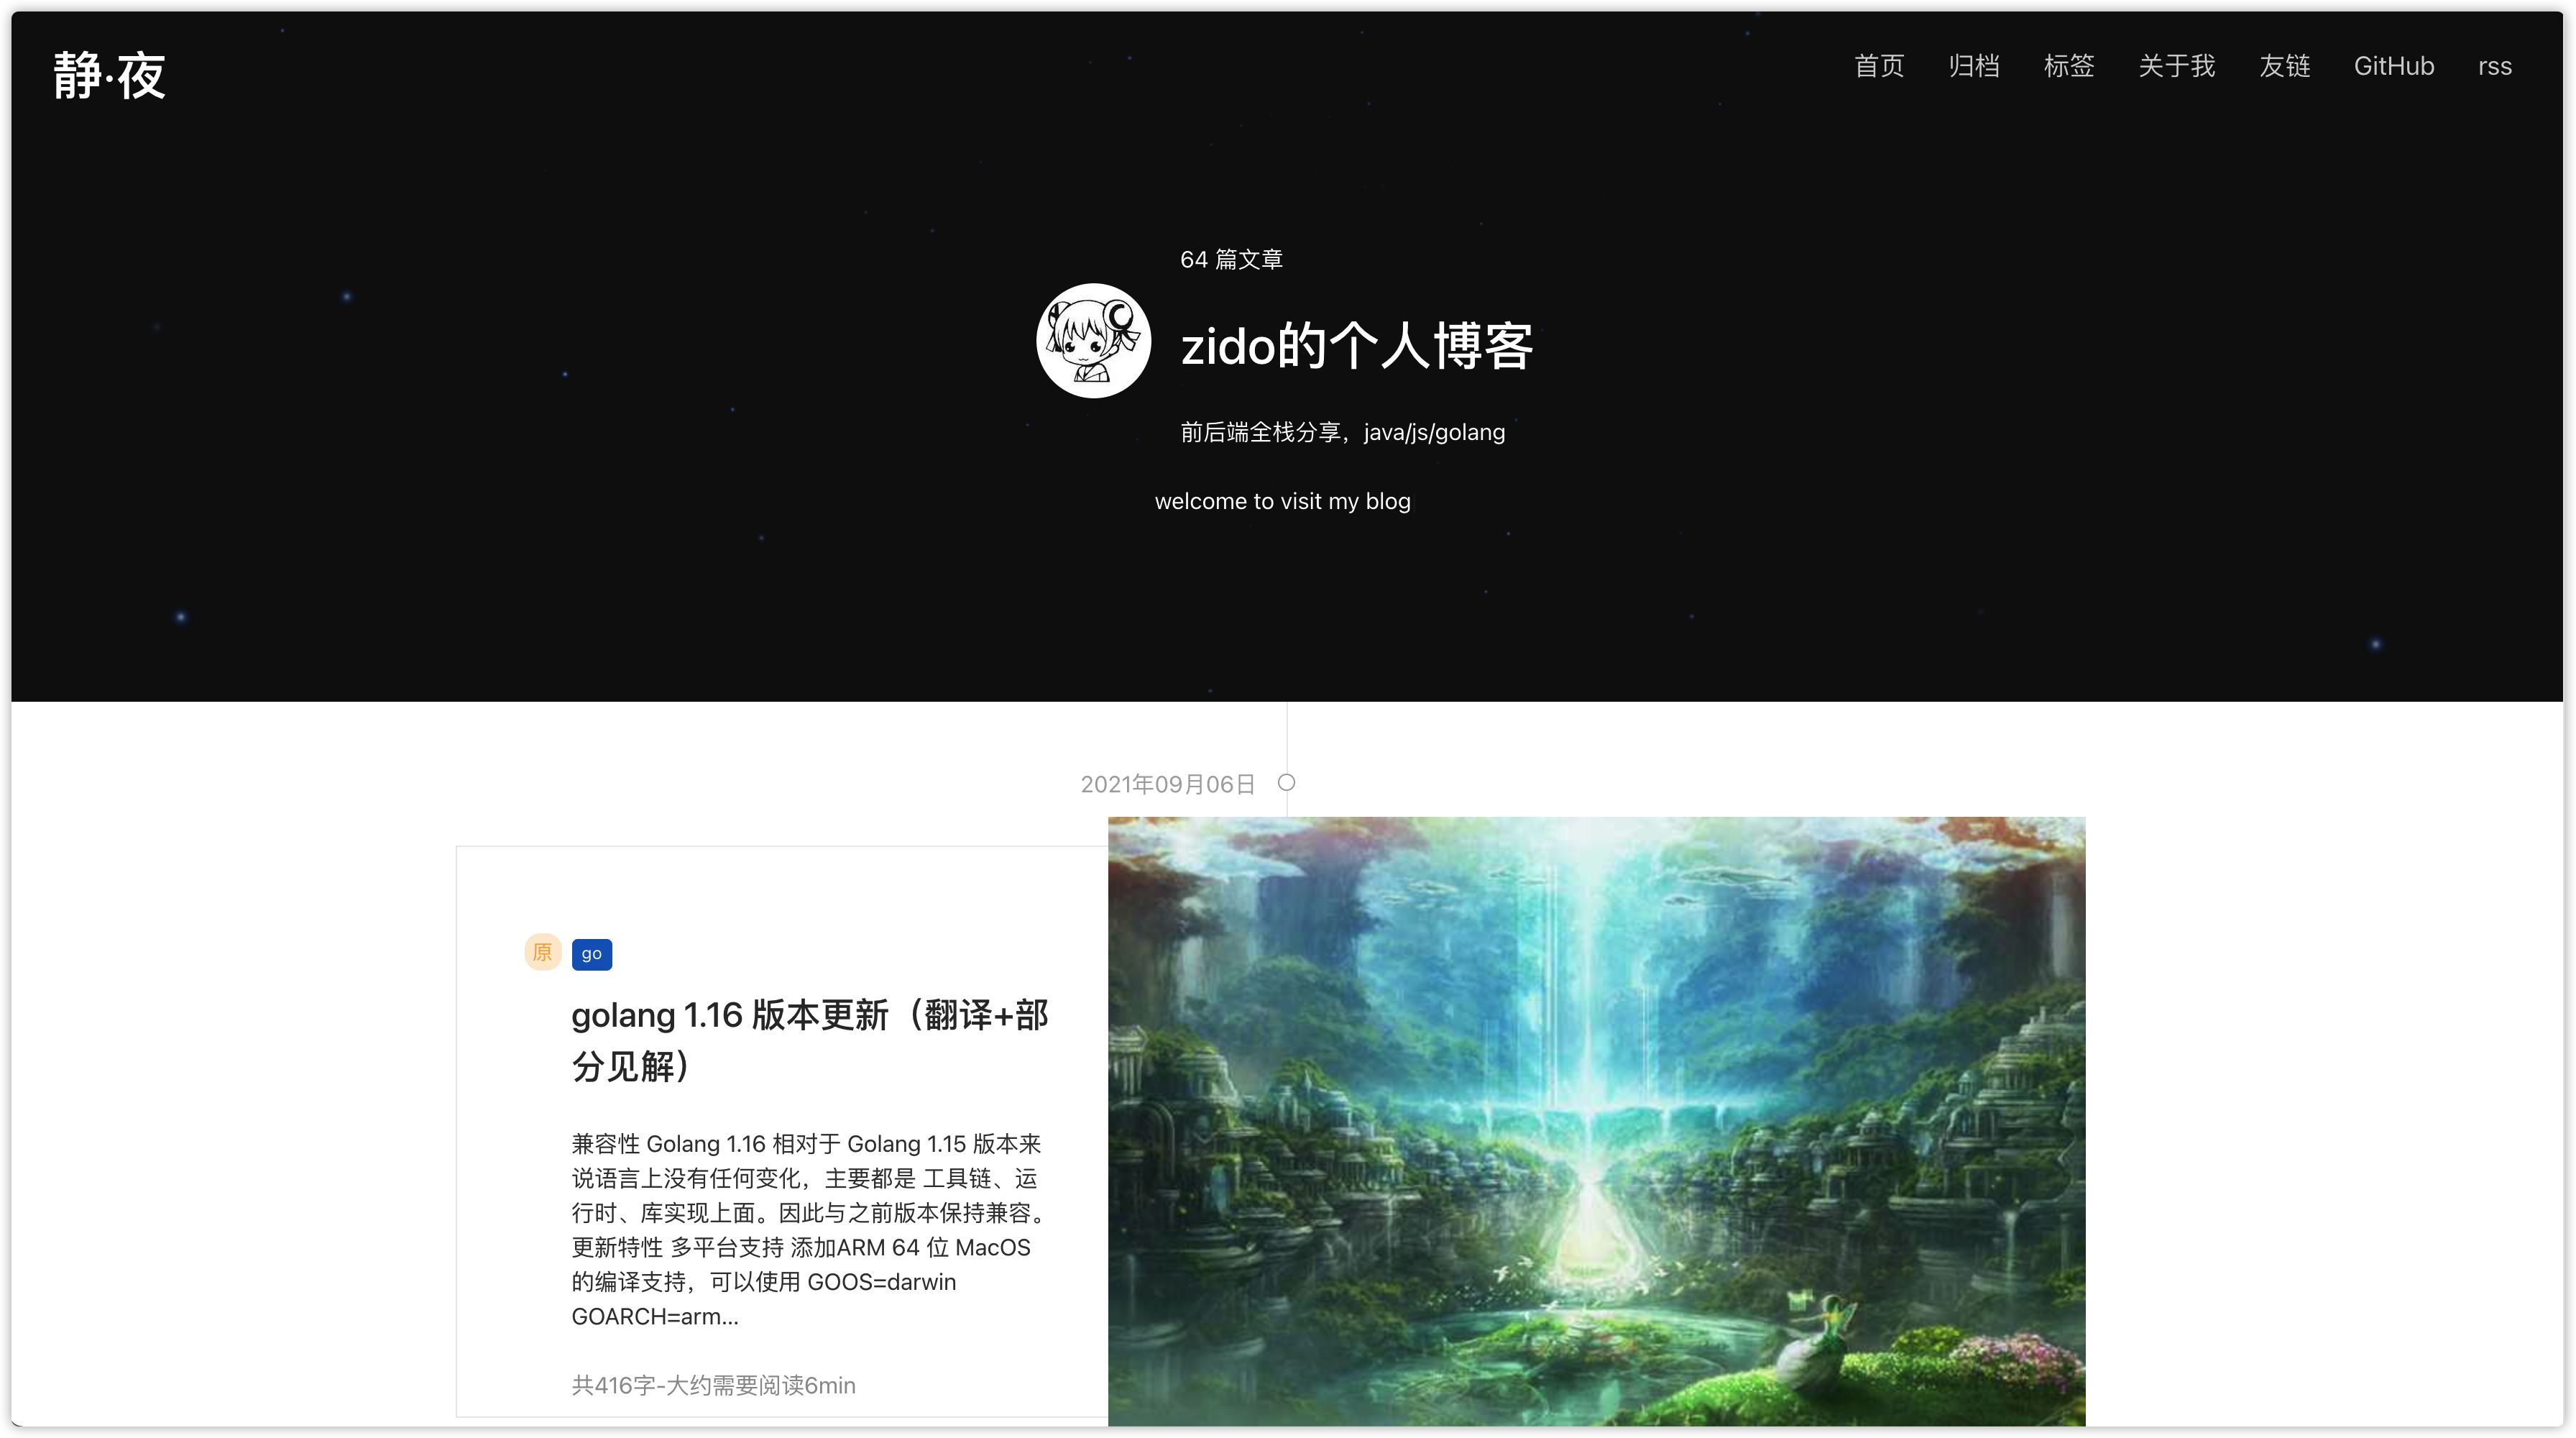 静·夜
首页 归档 标签 关于我 友链 GitHub rss
64 篇文章
zido的个人博客
前后端全栈分享，java/js/golang
welcome to visit my blog
2021年09月06日
原 go
golang 1.16 版本更新（翻译+部
分见解）
兼容性 Golang 1.16 相对于 Golang 1.15 版本来
说语言上没有任何变化，主要都是 工具链、运
行时、库实现上面。因此与之前版本保持兼容。
更新特性 多平台支持 添加ARM 64 位 MacOS
的编译支持，可以使用 GOOS=darwin
GOARCH=arm...
共416字-大约需要阅读6min